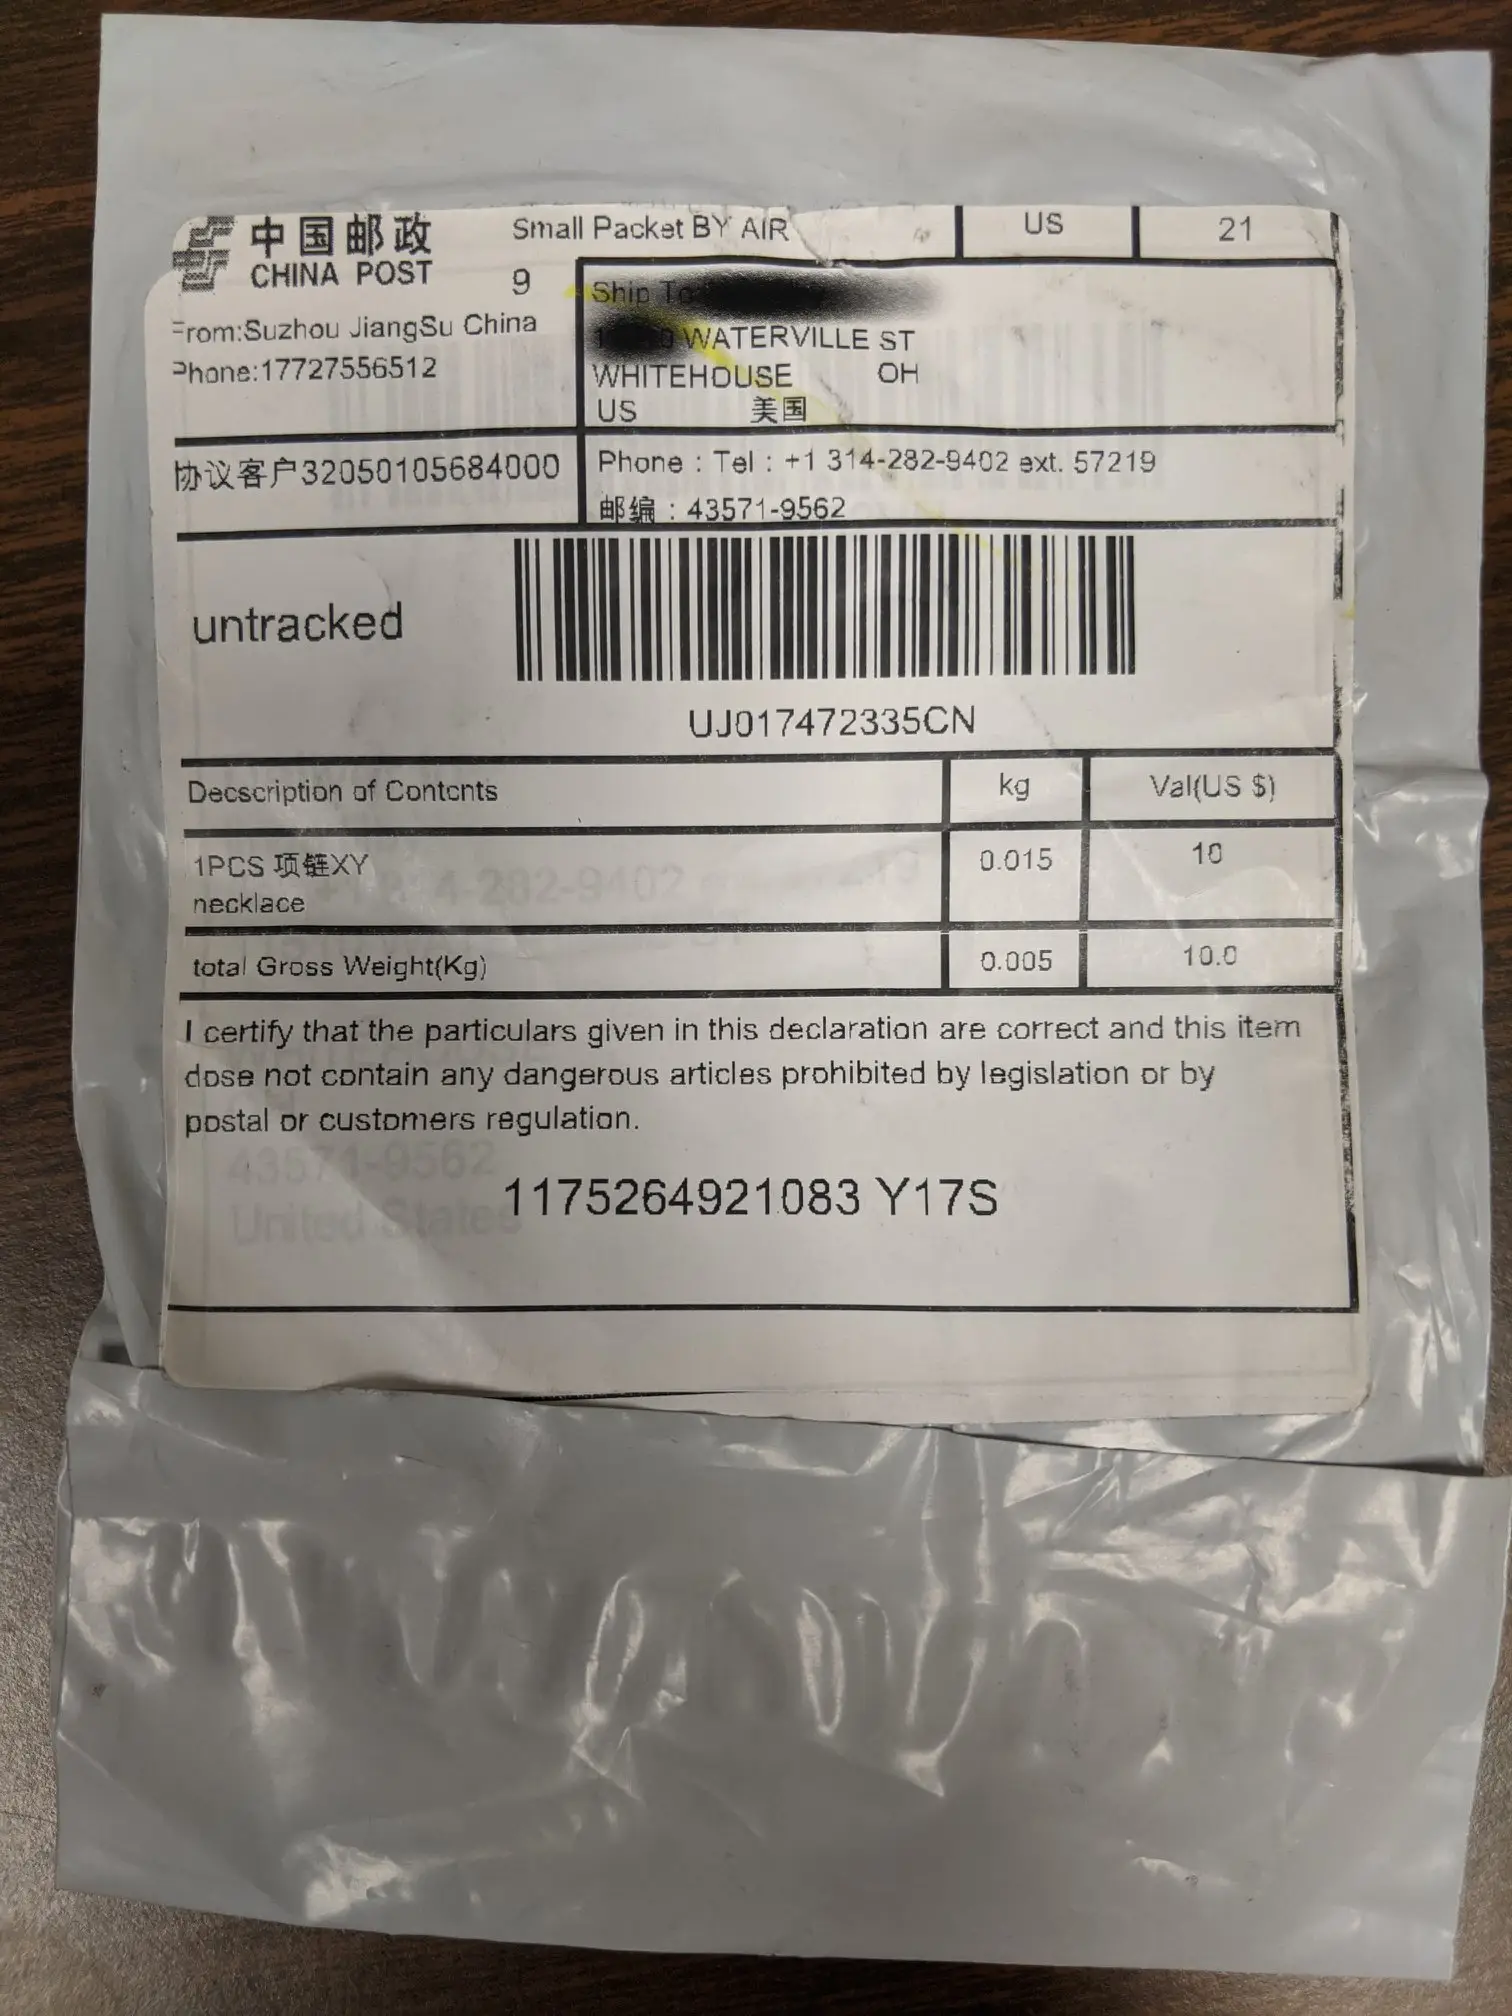 中国邮政
CHINA POST
Small Packet BY AIR
US
21
9
From:Suzhou JiangSu China
Phone:17727556512
Ship To:
WATERVILLE ST
WHITEHOUSE OH
US 美国
协议客户32050105684000
Phone : Tel : +1 314-282-9402 ext. 57219
邮编 : 43571-9562
untracked
UJ017472335CN
Decscription of Contcnts kg Val(US $)
1PCS 项链XY 0.015 10
necklace
total Gross Weight(Kg) 0.005 10.0
I certify that the particulars given in this declaration are correct and this item
dose not contain any dangerous articles prohibited by legislation or by
postal or customers regulation.
43571-9562
1175264921083 Y17S
United States